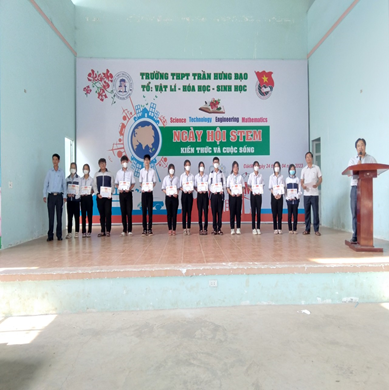 TRƯỜNG THPT TRẦN HƯNG ĐẠO
TỔ: VẬT LÍ - HÓA HỌC - SINH HỌC
Science Technology Engineering Mathematics
NGÀY HỘI STEM
KIẾN THỨC VÀ CUỘC SỐNG